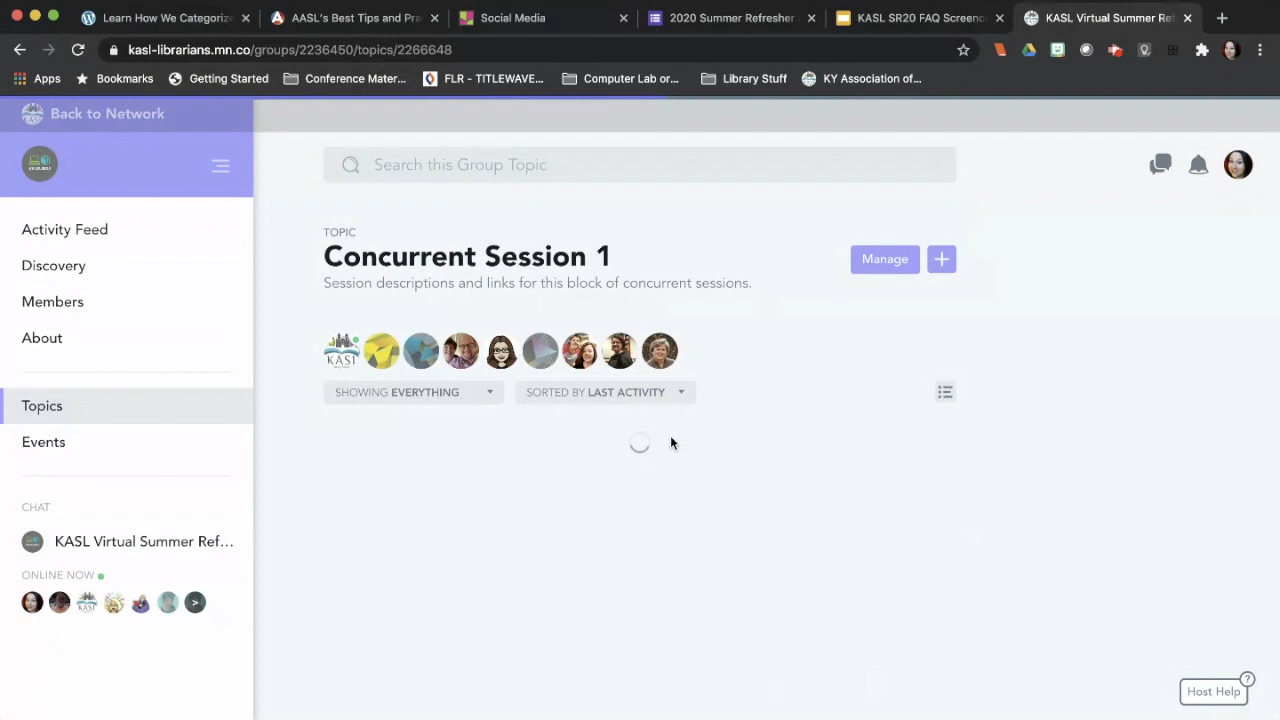 Learn How We Categoriz
AASL's Best Tips and Pra
Social Media
2020 Summer Refresher
KASL SR20 FAQ Screenc
KASL Virtual Summer Re
kasl-librarians.mn.co/groups/2236450/topics/2266648
Apps
Bookmarks
Getting Started
Conference Mater...
FLR – TITLEWAVE...
Computer Lab or...
Library Stuff
KY Association of...
Back to Network
Search this Group Topic
Activity Feed
Discovery
Members
About
Topics
Events
CHAT
KASL Virtual Summer Ref...
ONLINE NOW
>
TOPIC
Concurrent Session 1
Session descriptions and links for this block of concurrent sessions.
Manage
KASL
SHOWING EVERYTHING
SORTED BY LAST ACTIVITY
Host Help
?